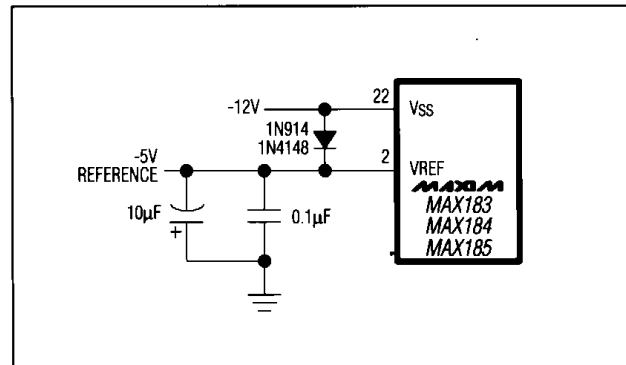 -12V
22
VSS
1N914
1N4148
-5V
REFERENCE
2
VREF
MAXIM
MAX183
MAX184
MAX185
10µF
+
0.1µF